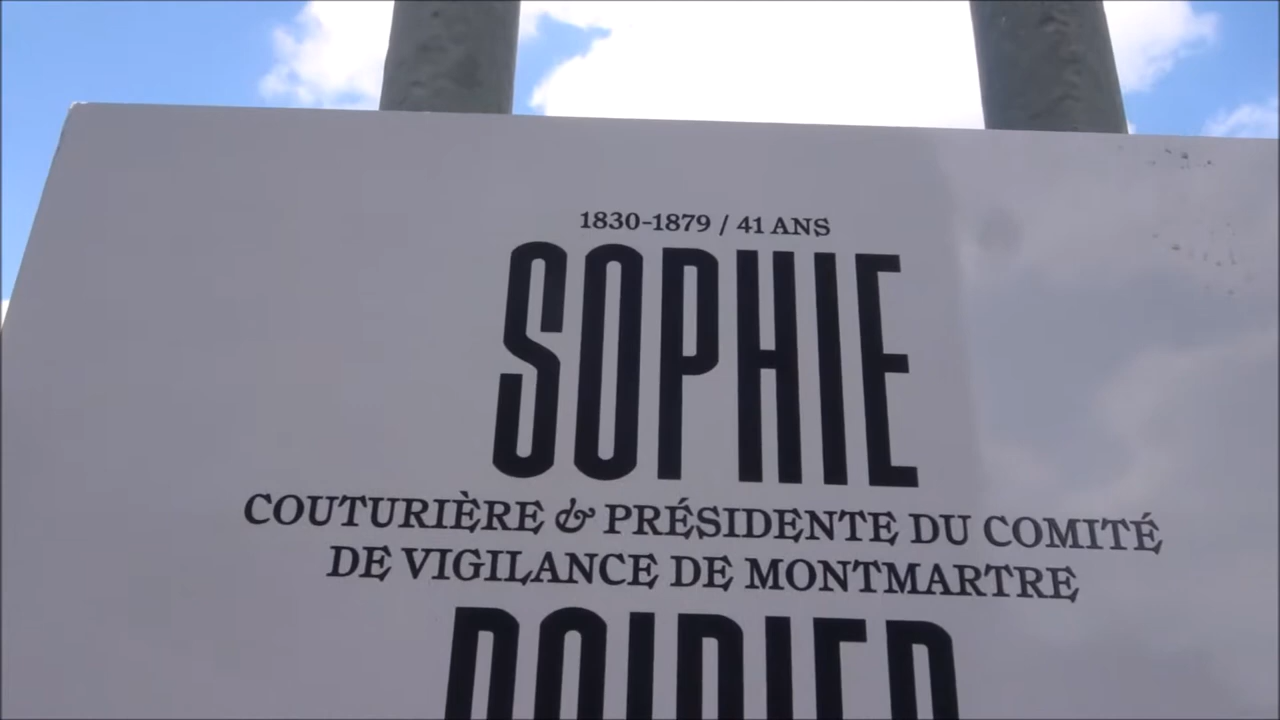 1830-1879 / 41 ANS
SOPHIE
COUTURIÈRE & PRÉSIDENTE DU COMITÉ
DE VIGILANCE DE MONTMARTRE
POIRIER